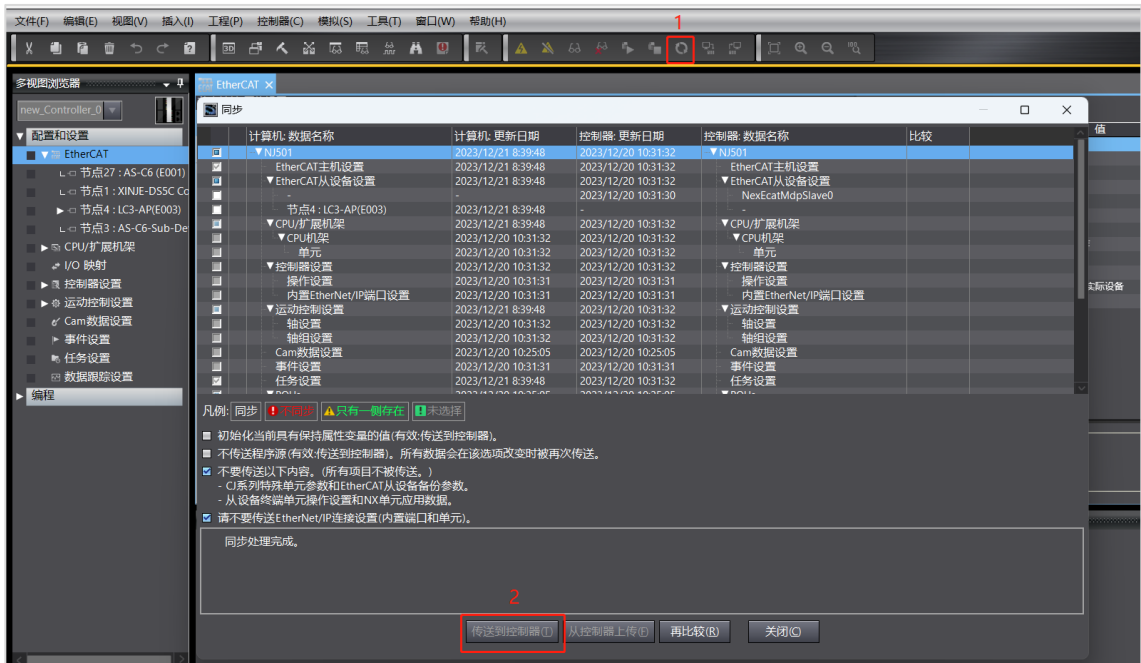 文件(F) 编辑(E) 视图(V) 插入(I) 工程(P) 控制器(C) 模拟(S) 工具(T) 窗口(W) 帮助(H)
1
多视图浏览器
EtherCAT
new_Controller_0
同步
值
计算机: 数据名称 计算机: 更新日期 控制器: 更新日期 控制器: 数据名称 比较
配置和设置
NJ501 2023/12/21 8:39:48 2023/12/20 10:31:32 NJ501
EtherCAT
EtherCAT主机设置 2023/12/21 8:39:48 2023/12/20 10:31:32 EtherCAT主机设置
节点27 : AS-C6 (E001)
EtherCAT从设备设置 2023/12/21 8:39:48 2023/12/20 10:31:32 EtherCAT从设备设置
节点1 : XINJE-DS5C Co
- - 2023/12/20 10:31:30 NexEcatMdpSlave0
节点4 : LC3-AP(E003)
节点4 : LC3-AP(E003) 2023/12/21 8:39:48 - -
节点3 : AS-C6-Sub-De
CPU/扩展机架 2023/12/21 8:39:48 2023/12/20 10:31:32 CPU/扩展机架
CPU/扩展机架
CPU机架 2023/12/20 10:31:32 2023/12/20 10:31:32 CPU机架
单元 2023/12/20 10:31:32 2023/12/20 10:31:32 单元
I/O 映射
控制器设置 2023/12/20 10:31:32 2023/12/20 10:31:32 控制器设置
控制器设置
操作设置 2023/12/20 10:31:31 2023/12/20 10:31:31 操作设置
实际设备
内置EtherNet/IP端口设置 2023/12/20 10:31:31 2023/12/20 10:31:31 内置EtherNet/IP端口设置
运动控制设置
运动控制设置 2023/12/21 8:39:48 2023/12/20 10:31:32 运动控制设置
Cam数据设置
轴设置 2023/12/20 10:31:32 2023/12/20 10:31:32 轴设置
事件设置
轴组设置 2023/12/20 10:31:32 2023/12/20 10:31:32 轴组设置
Cam数据设置 2023/12/20 10:25:05 2023/12/20 10:25:05 Cam数据设置
任务设置
事件设置 2023/12/20 10:31:31 2023/12/20 10:31:31 事件设置
数据跟踪设置
任务设置 2023/12/21 8:39:48 2023/12/20 10:31:32 任务设置
编程
凡例: 同步 只有一侧存在 未选择
初始化当前具有保持属性变量的值(有效:传送到控制器)。
不传送程序源(有效:传送到控制器)。所有数据会在该选项改变时被再次传送。
不要传送以下内容。(所有项目不被传送。)
- CJ系列特殊单元参数和EtherCAT从设备备份参数。
- 从设备终端单元操作设置和NX单元应用数据。
请不要传送EtherNet/IP连接设置(内置端口和单元)。
同步处理完成。
2
传送到控制器(T) 从控制器上传(F) 再比较(R) 关闭(C)